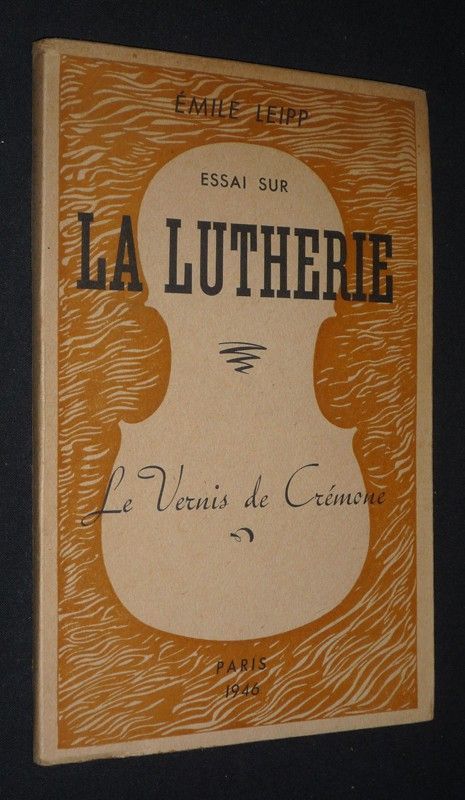 ÉMILE LEIPP
ESSAI SUR
LA LUTHERIE
Le Vernis de Crémone
PARIS
1946